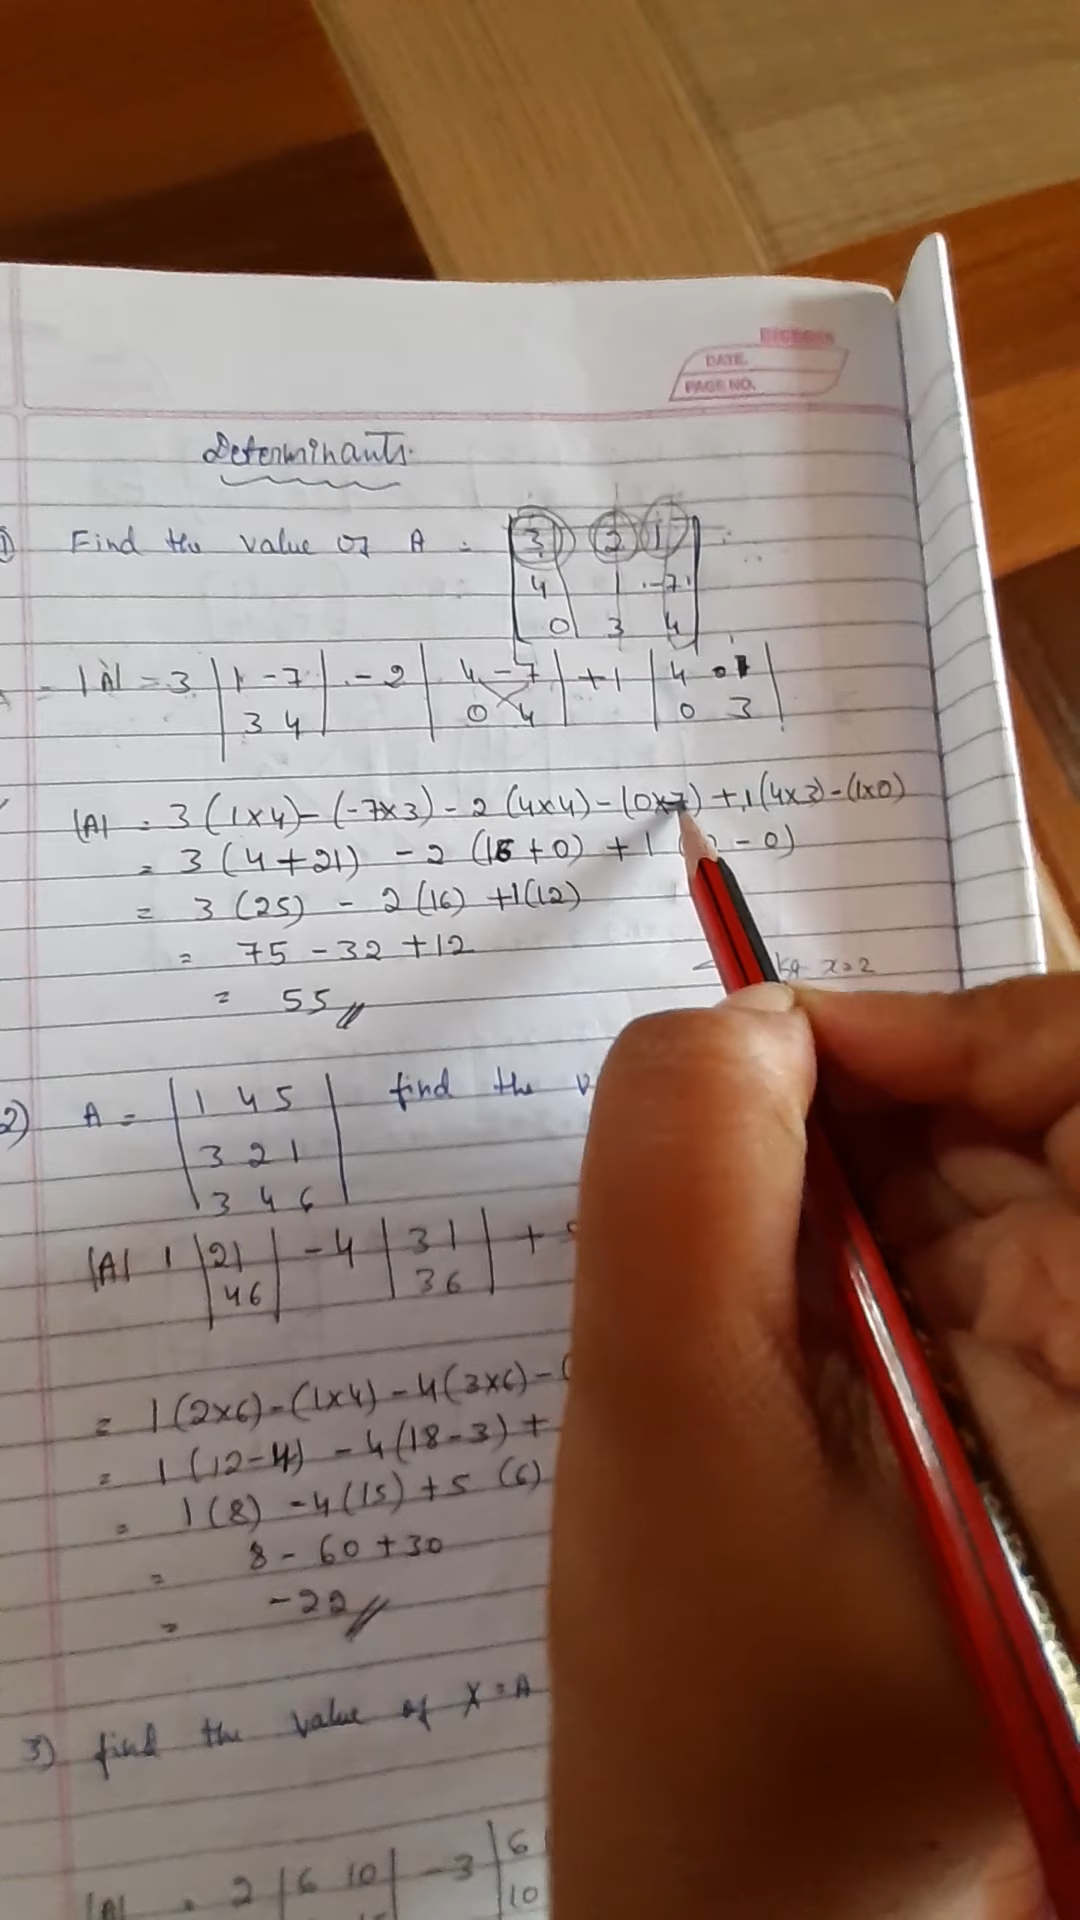 DATE.
PAGE NO.
Determinants.
1) Find the value of A = 3 2 1
4 1 -7
0 3 4
= |A| = 3 |1 -7| - 2 |4 -7| + 1 |4 1|
3 4 0 4 0 3
|A| = 3 (1x4) - (-7x3) - 2 (4x4) - (0x-7) + 1 (4x3) - (1x0)
= 3 (4+21) - 2 (16+0) + 1 - 0)
= 3 (25) - 2 (16) +1(12)
= 75 - 32 + 12
x=2
= 55
2) A = |1 4 5| find the
3 2 1
3 4 6
|A| 1 |2 1| - 4 |3 1| +
4 6 3 6
= 1 (2x6) - (1x4) - 4 (3x6) - (
= 1 (12-4) - 4 (18-3) +
= 1 (8) - 4 (15) + 5 (6)
= 8 - 60 + 30
= -22
3) find the value of X = A
|A| = 2 |6 10| - 3 |6
10